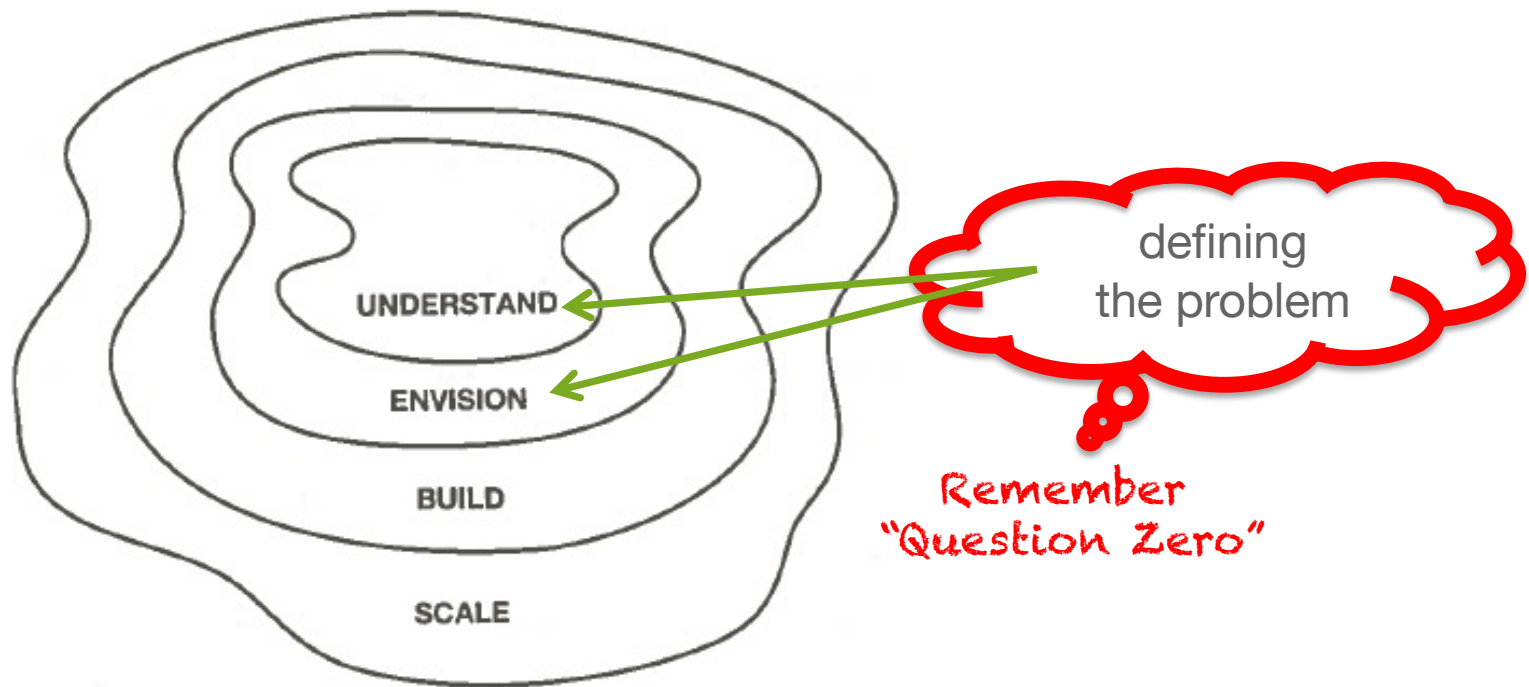 defining
the problem
UNDERSTAND
ENVISION
BUILD
SCALE
Remember
"Question Zero"